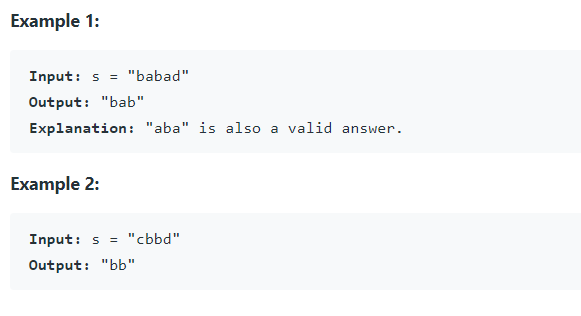 Example 1:
Input: s = "babad"
Output: "bab"
Explanation: "aba" is also a valid answer.
Example 2:
Input: s = "cbbd"
Output: "bb"